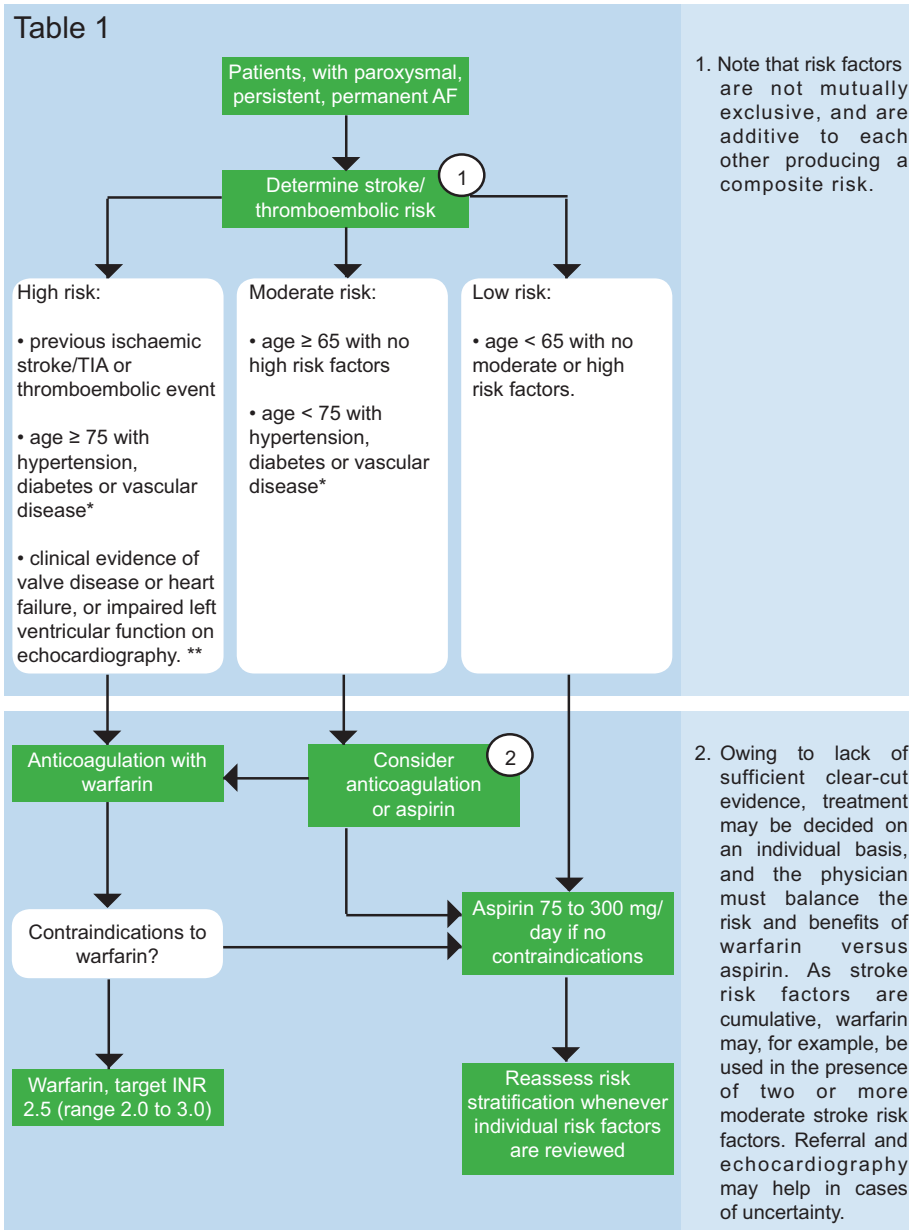 Table 1
Patients, with paroxysmal,
persistent, permanent AF
1
Determine stroke/
thromboembolic risk
High risk:
• previous ischaemic
stroke/TIA or
thromboembolic event
• age ≥ 75 with
hypertension,
diabetes or vascular
disease*
• clinical evidence of
valve disease or heart
failure, or impaired left
ventricular function on
echocardiography. **
Moderate risk:
• age ≥ 65 with no
high risk factors
• age < 75 with
hypertension,
diabetes or vascular
disease*
Low risk:
• age < 65 with no
moderate or high
risk factors.
1. Note that risk factors
are not mutually
exclusive, and are
additive to each
other producing a
composite risk.
Anticoagulation with
warfarin
2
Consider
anticoagulation
or aspirin
Contraindications to
warfarin?
Aspirin 75 to 300 mg/
day if no
contraindications
Warfarin, target INR
2.5 (range 2.0 to 3.0)
Reassess risk
stratification whenever
individual risk factors
are reviewed
2. Owing to lack of
sufficient clear-cut
evidence, treatment
may be decided on
an individual basis,
and the physician
must balance the
risk and benefits of
warfarin versus
aspirin. As stroke
risk factors are
cumulative, warfarin
may, for example, be
used in the presence
of two or more
moderate stroke risk
factors. Referral and
echocardiography
may help in cases
of uncertainty.